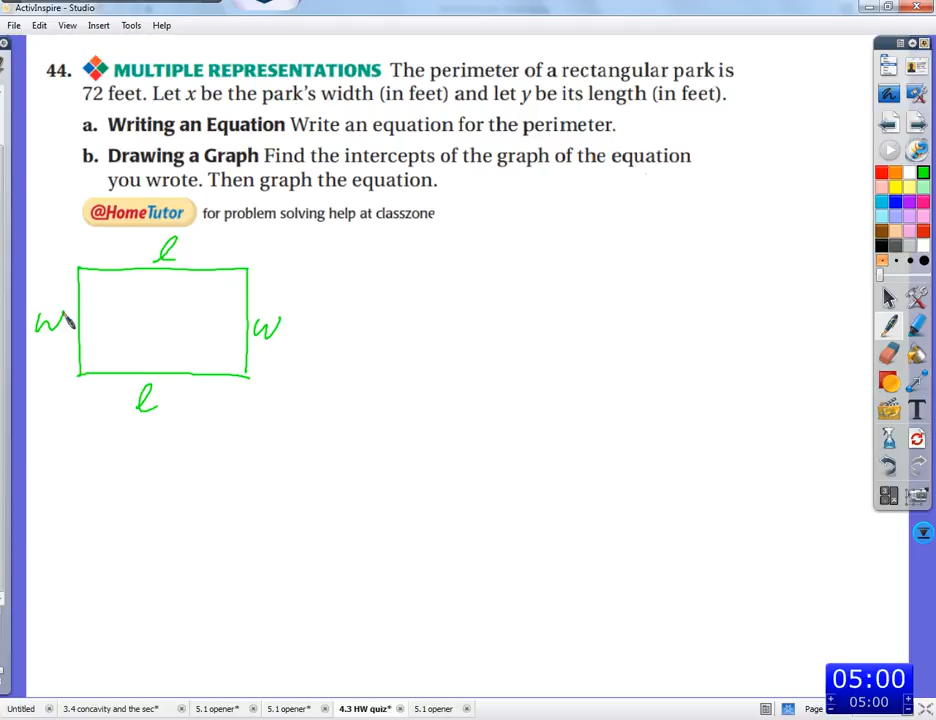 ActivInspire - Studio
File Edit View Insert Tools Help
44. MULTIPLE REPRESENTATIONS The perimeter of a rectangular park is
72 feet. Let x be the park's width (in feet) and let y be its length (in feet).
a. Writing an Equation Write an equation for the perimeter.
b. Drawing a Graph Find the intercepts of the graph of the equation
you wrote. Then graph the equation.
@HomeTutor for problem solving help at classzone
l
w w
l
05:00
05:00
Untitled 3.4 concavity and the sec* 5.1 opener* 5.1 opener* 4.3 HW quiz* 5.1 opener Page